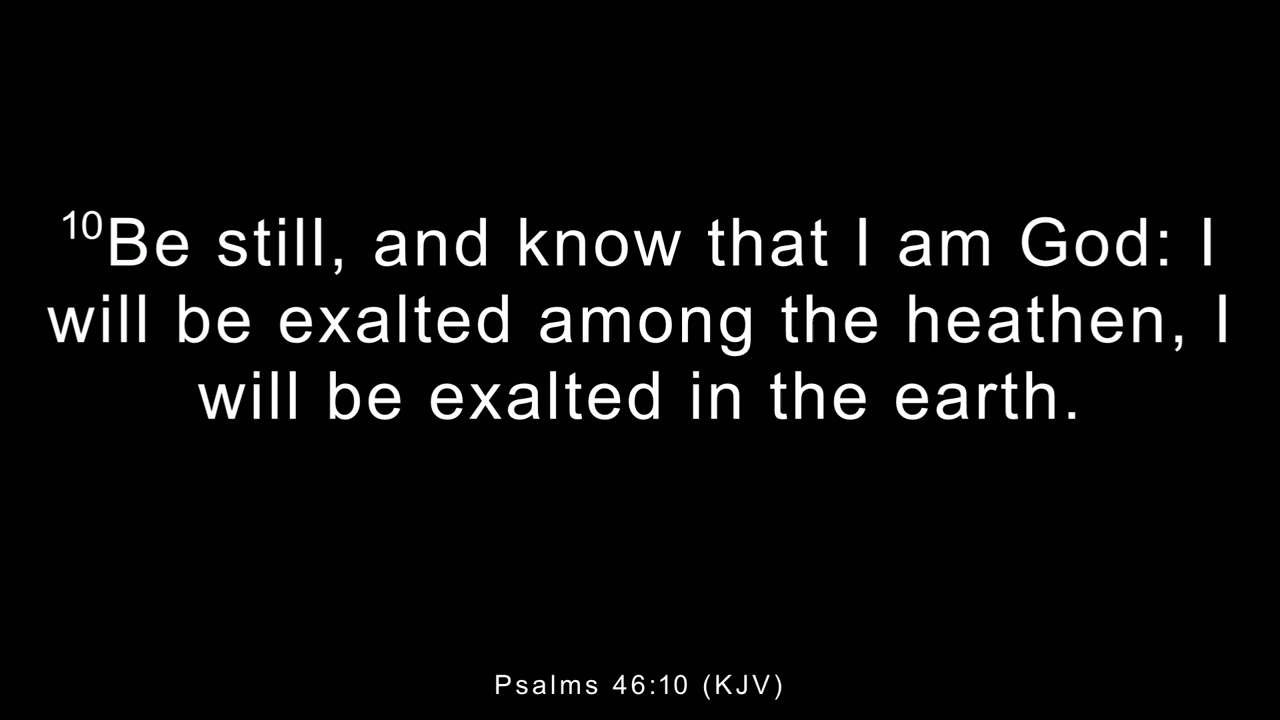 10Be still, and know that I am God: I
will be exalted among the heathen, I
will be exalted in the earth.
Psalms 46:10 (KJV)